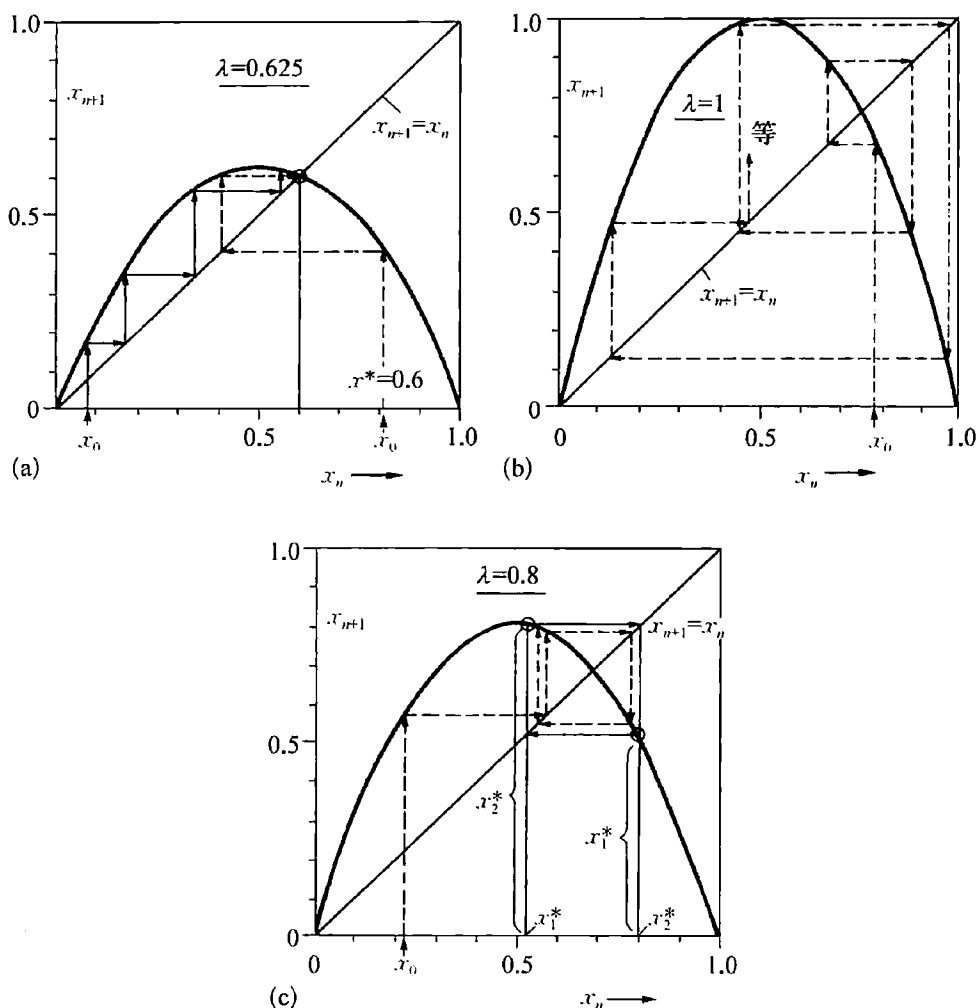 1.0
λ=0.625
x_{n+1}
x_{n+1}=x_n
0.5
x*=0.6
0
x_0
0.5
x_0
1.0
(a)
x_n
1.0
x_{n+1}
λ=1
等
0.5
x_{n+1}=x_n
0
0
0.5
x_0
1.0
(b)
x_n
1.0
λ=0.8
x_{n+1}
x_{n+1}=x_n
0.5
x_2^*
x_1^*
x_1^*
x_2^*
0
0
x_0
0.5
1.0
(c)
x_n